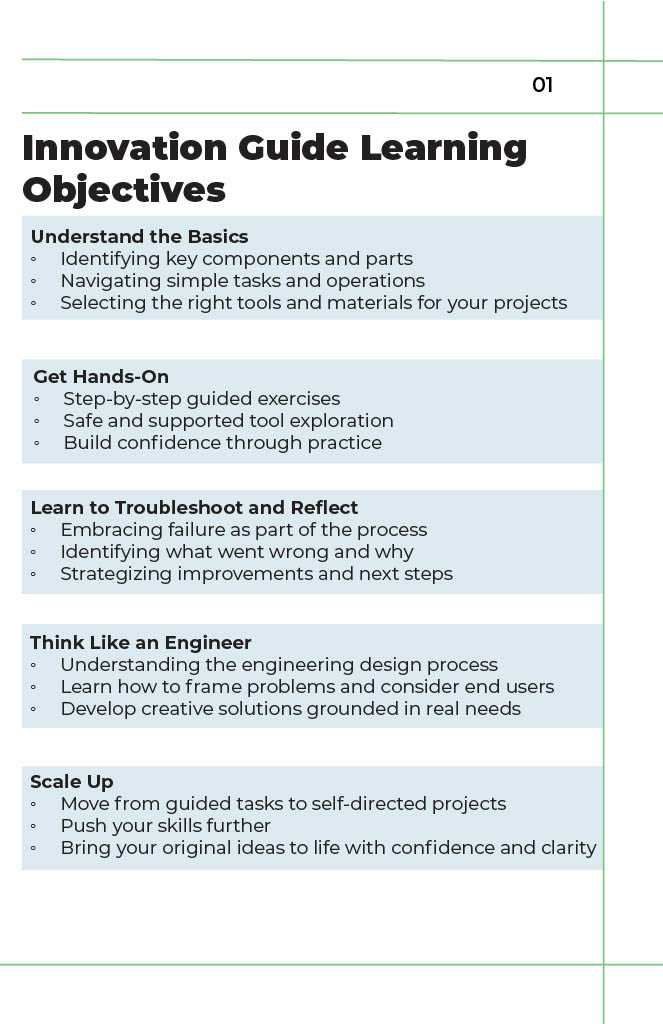 01
Innovation Guide Learning
Objectives
Understand the Basics
◦ Identifying key components and parts
◦ Navigating simple tasks and operations
◦ Selecting the right tools and materials for your projects
Get Hands-On
◦ Step-by-step guided exercises
◦ Safe and supported tool exploration
◦ Build confidence through practice
Learn to Troubleshoot and Reflect
◦ Embracing failure as part of the process
◦ Identifying what went wrong and why
◦ Strategizing improvements and next steps
Think Like an Engineer
◦ Understanding the engineering design process
◦ Learn how to frame problems and consider end users
◦ Develop creative solutions grounded in real needs
Scale Up
◦ Move from guided tasks to self-directed projects
◦ Push your skills further
◦ Bring your original ideas to life with confidence and clarity